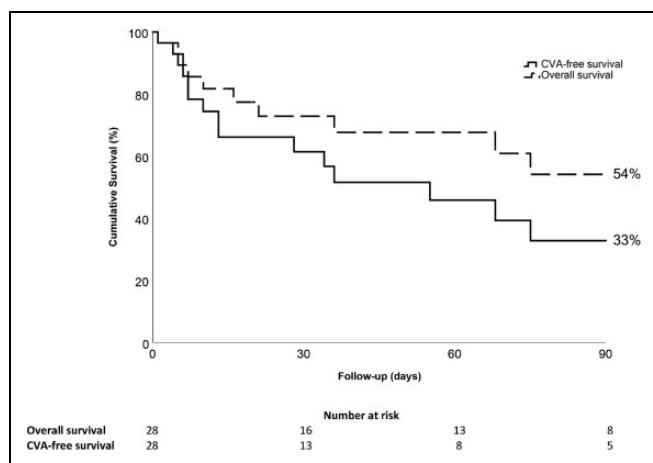 100
80
60
40
20
0
Cumulative Survival (%)
CVA-free survival
Overall survival
54%
33%
0 30 60 90
Follow-up (days)
Number at risk
Overall survival 28 16 13 8
CVA-free survival 28 13 8 5